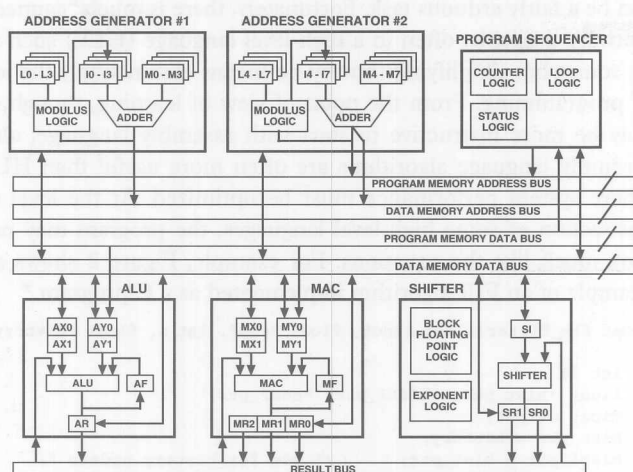 ADDRESS GENERATOR #1
L0 - L3
I0 - I3
M0 - M3
MODULUS
LOGIC
ADDER
ADDRESS GENERATOR #2
L4 - L7
I4 - I7
M4 - M7
MODULUS
LOGIC
ADDER
PROGRAM SEQUENCER
COUNTER
LOGIC
LOOP
LOGIC
STATUS
LOGIC
PROGRAM MEMORY ADDRESS BUS
DATA MEMORY ADDRESS BUS
PROGRAM MEMORY DATA BUS
DATA MEMORY DATA BUS
ALU
AX0
AX1
AY0
AY1
ALU
AF
AR
MAC
MX0
MX1
MY0
MY1
MAC
MF
MR2
MR1
MR0
SHIFTER
BLOCK
FLOATING
POINT
LOGIC
EXPONENT
LOGIC
SI
SHIFTER
SR1
SR0
RESULT BUS